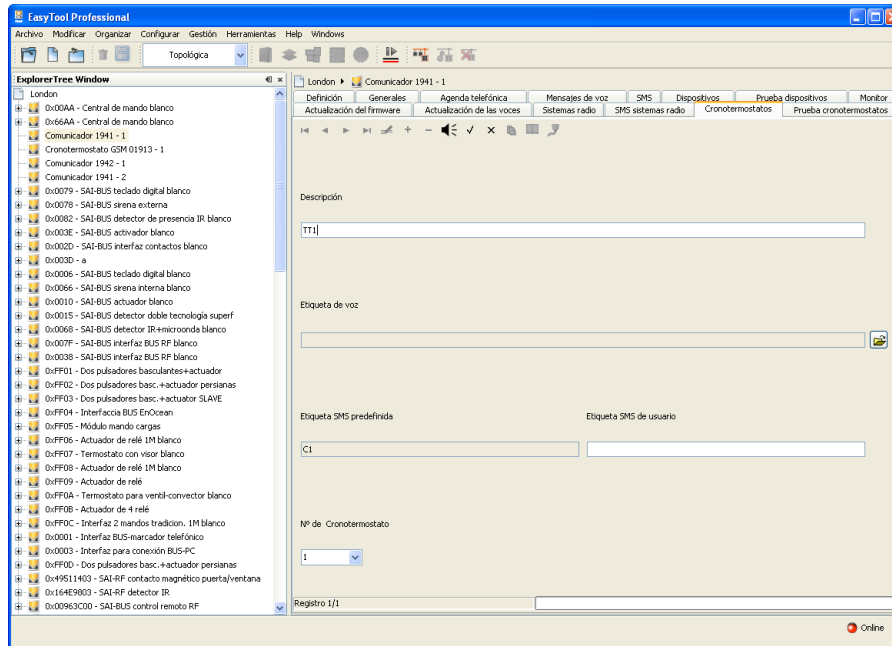 EasyTool Professional
Archivo Modificar Organizar Configurar Gestión Herramientas Help Windows
Topológica
ExplorerTree Window
London
0x00AA - Central de mando blanco
0x66AA - Central de mando blanco
Comunicador 1941 - 1
Cronotermostato GSM 01913 - 1
Comunicador 1942 - 1
Comunicador 1941 - 2
0x0079 - SAI-BUS teclado digital blanco
0x0078 - SAI-BUS sirena externa
0x0082 - SAI-BUS detector de presencia IR blanco
0x003E - SAI-BUS activador blanco
0x002D - SAI-BUS interfaz contactos blanco
0x003D - a
0x0006 - SAI-BUS teclado digital blanco
0x0066 - SAI-BUS sirena interna blanco
0x0010 - SAI-BUS actuador blanco
0x0015 - SAI-BUS detector doble tecnología superf
0x0068 - SAI-BUS detector IR+microonda blanco
0x007F - SAI-BUS interfaz BUS RF blanco
0x0038 - SAI-BUS interfaz BUS RF blanco
0xFF01 - Dos pulsadores basculantes+actuador
0xFF02 - Dos pulsadores basc.+actuador persianas
0xFF03 - Dos pulsadores basc.+actuator SLAVE
0xFF04 - Interfaccia BUS EnOcean
0xFF05 - Módulo mando cargas
0xFF06 - Actuador de relé 1M blanco
0xFF07 - Termostato con visor blanco
0xFF08 - Actuador de relé 1M blanco
0xFF09 - Actuador de relé
0xFF0A - Termostato para ventil-convector blanco
0xFF0B - Actuador de 4 relé
0xFF0C - Interfaz 2 mandos tradicion. 1M blanco
0x0001 - Interfaz BUS-marcador telefónico
0x0003 - Interfaz para conexión BUS-PC
0xFF0D - Dos pulsadores basc.+actuador persianas
0x49511403 - SAI-RF contacto magnético puerta/ventana
0x164E9803 - SAI-RF detector IR
0x00963C00 - SAI-BUS control remoto RF
London Comunicador 1941 - 1
Definición Generales Agenda telefónica Mensajes de voz SMS Dispositivos Prueba dispositivos Monitor
Actualización del firmware Actualización de las voces Sistemas radio SMS sistemas radio Cronotermostatos Prueba cronotermostatos
Descripción
TT1
Etiqueta de voz
Etiqueta SMS predefinida Etiqueta SMS de usuario
C1
Nº de Cronotermostato
1
Registro 1/1
Online